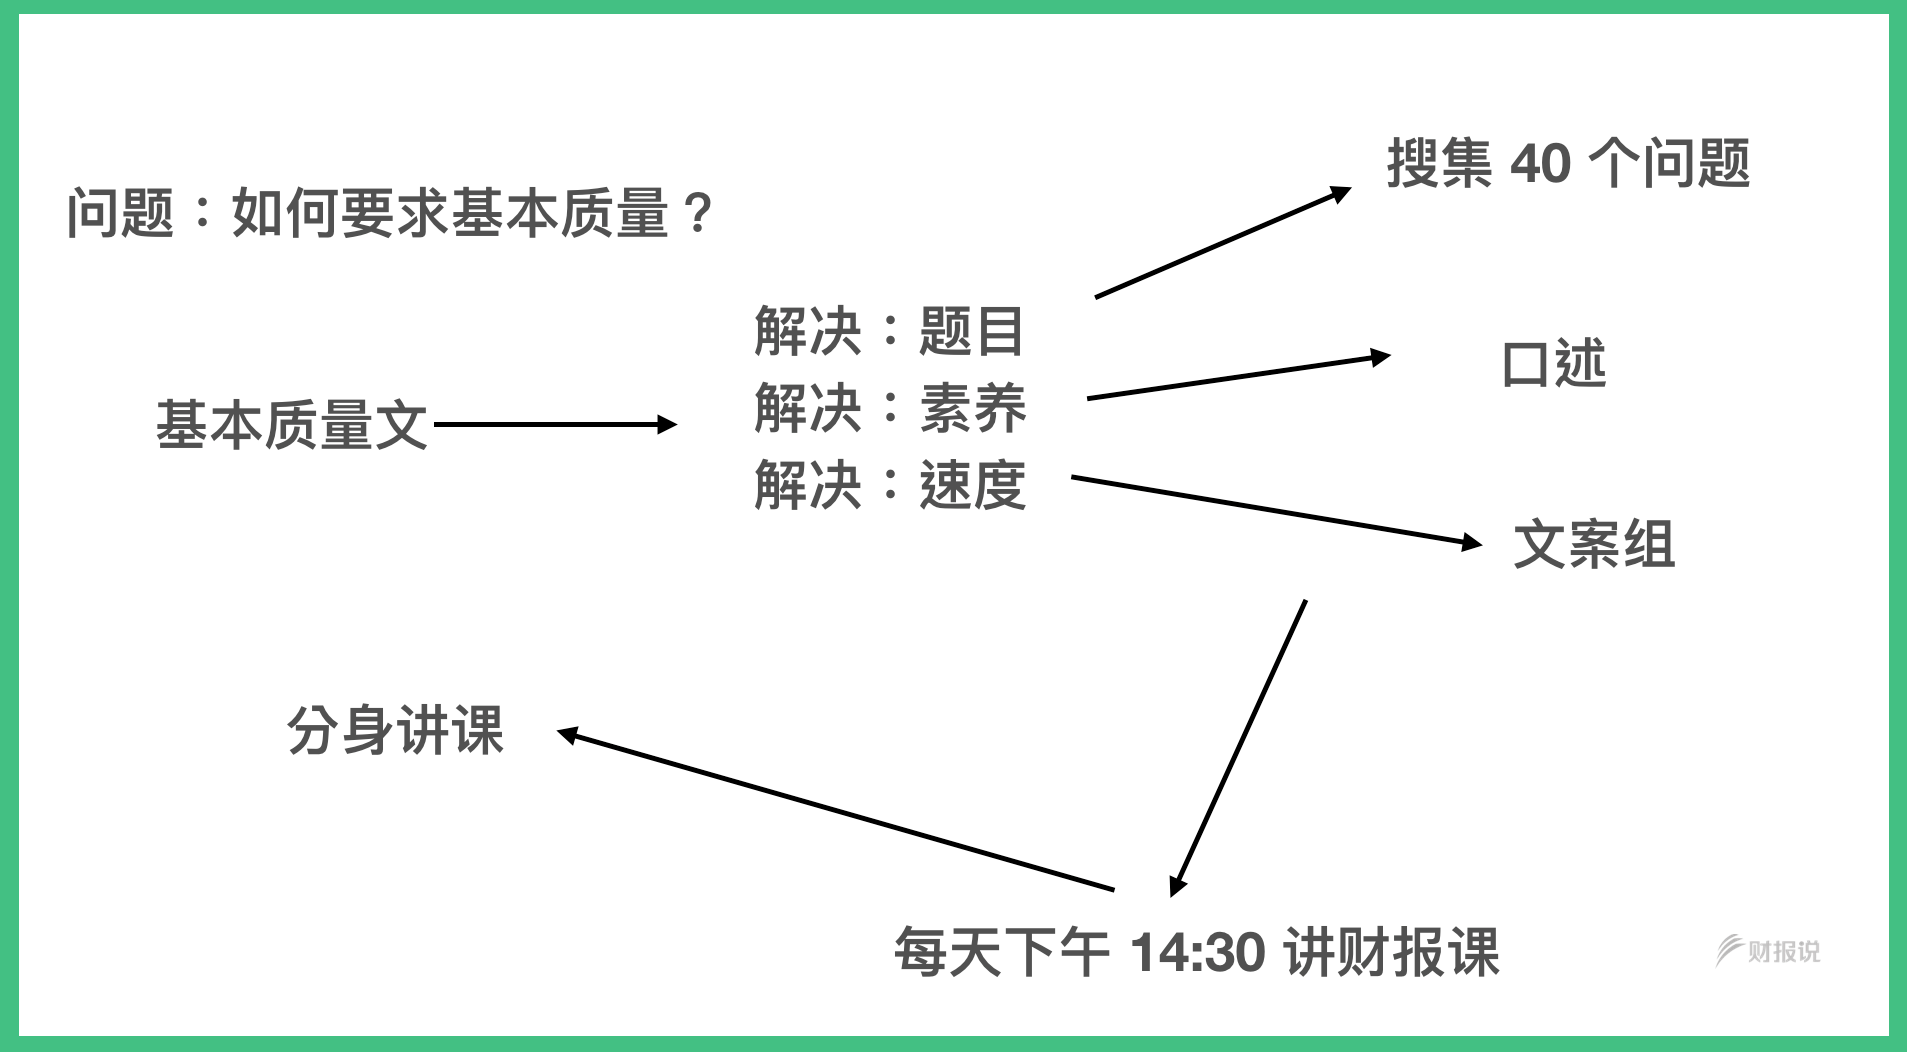 搜集 40 个问题
问题：如何要求基本质量？
解决：题目
口述
解决：素养
基本质量文
解决：速度
文案组
分身讲课
每天下午 14:30 讲财报课
财报说